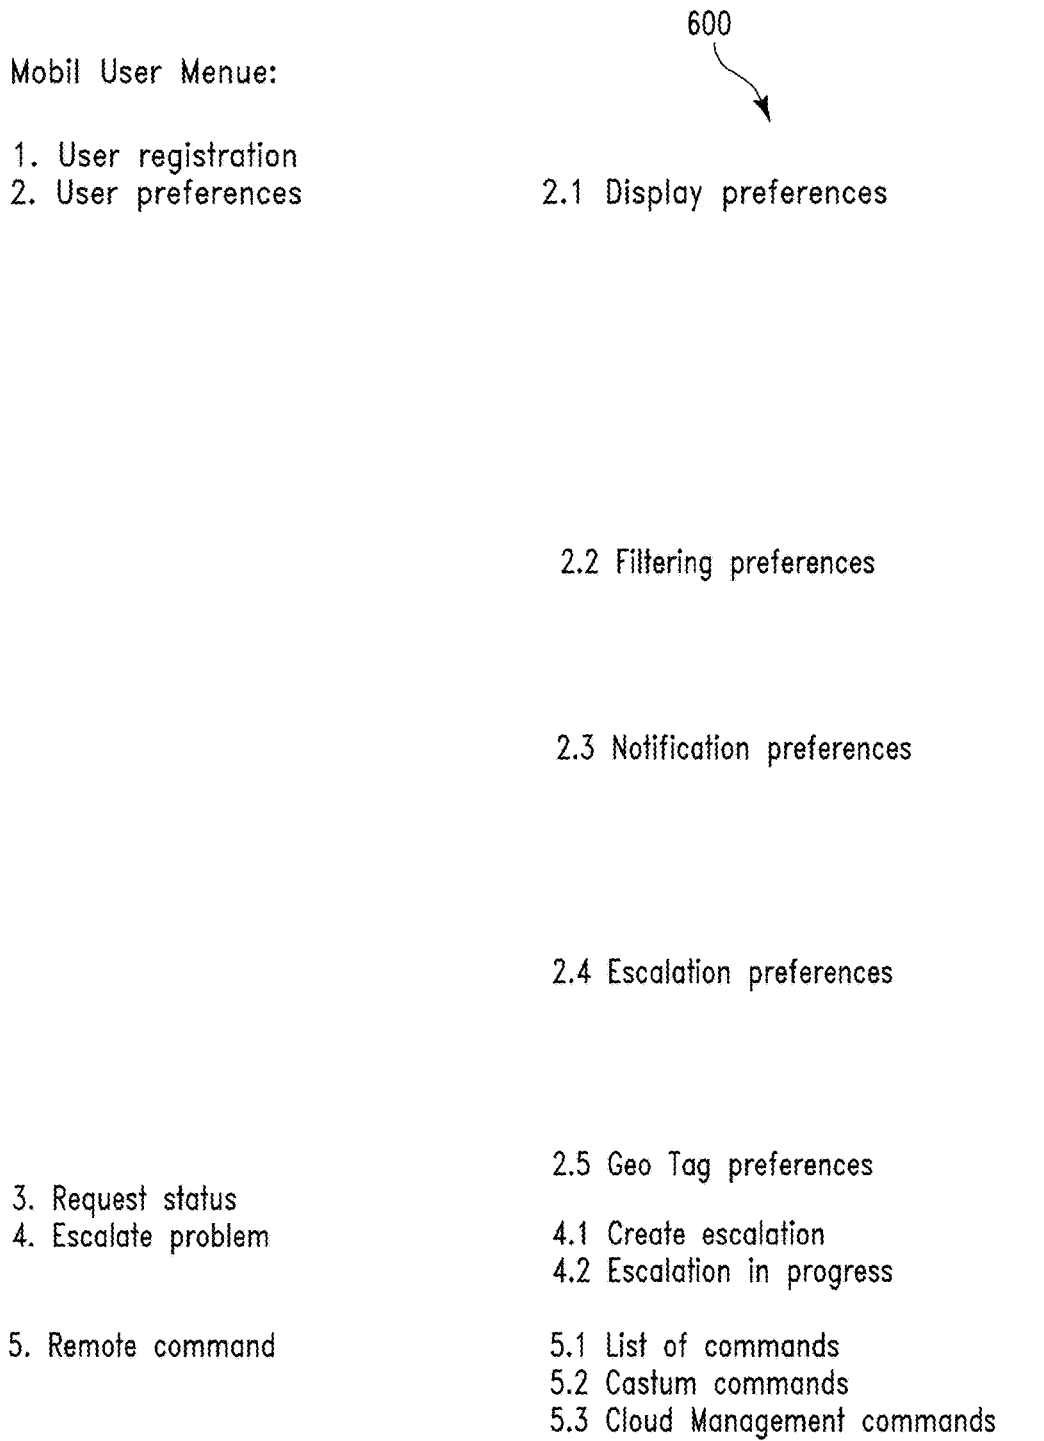 600
Mobil User Menue:
1. User registration
2. User preferences
2.1 Display preferences
2.2 Filtering preferences
2.3 Notification preferences
2.4 Escalation preferences
2.5 Geo Tag preferences
3. Request status
4. Escalate problem
4.1 Create escalation
4.2 Escalation in progress
5. Remote command
5.1 List of commands
5.2 Castum commands
5.3 Cloud Management commands